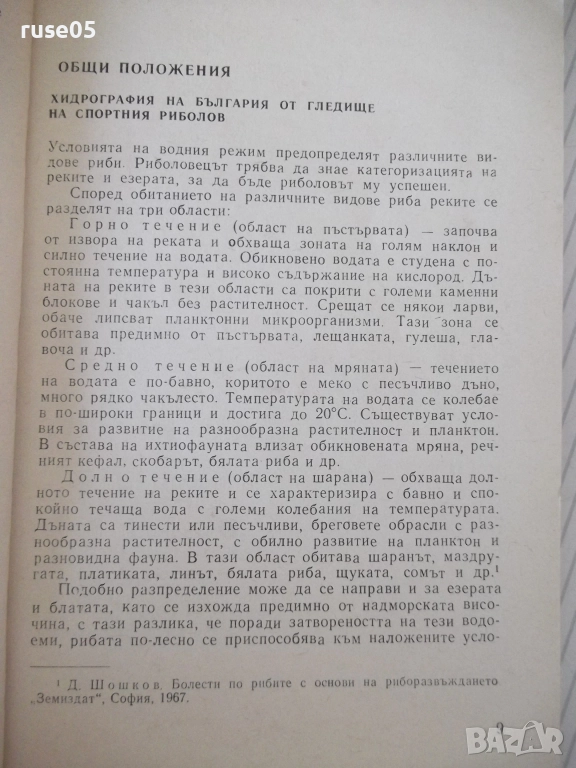 ruse05
ОБЩИ ПОЛОЖЕНИЯ
ХИДРОГРАФИЯ НА БЪЛГАРИЯ ОТ ГЛЕДИЩЕ
НА СПОРТНИЯ РИБОЛОВ
Условията на водния режим предопределят различните ви-
дове риби. Риболовецът трябва да знае категоризацията на
реките и езерата, за да бъде риболовът му успешен.
Според обитанието на различните видове риба реките се
разделят на три области:
Горно течение (област на пъстървата) — започва
от извора на реката и обхваща зоната на голям наклон и
силно течение на водата. Обикновено водата е студена с по-
стоянна температура и високо съдържание на кислород. Дъ-
ната на реките в тези области са покрити с големи каменни
блокове и чакъл без растителност. Срещат се някои ларви,
обаче липсват планктонни микроорганизми. Тази зона се
обитава предимно от пъстървата, лещанката, гулеша, гла-
воча и др.
Средно течение (област на мряната) — течението
на водата е по-бавно, коритото е меко с песъчливо дъно,
много рядко чакълесто. Температурата на водата се колебае
в по-широки граници и достига до 20°С. Съществуват усло-
вия за развитие на разнообразна растителност и планктон.
В състава на ихтиофауната влизат обикновената мряна, реч-
ният кефал, скобарът, бялата риба и др.
Долно течение (област на шарана) — обхваща дол-
ното течение на реките и се характеризира с бавно и спо-
койно течаща вода с големи колебания на температурата.
Дъната са тинести или песъчливи, бреговете обрасли с раз-
нообразна растителност, с обилно развитие на планктон и
разновидна фауна. В тази област обитава шаранът, маздру-
гата, платиката, линът, бялата риба, щуката, сомът и др.¹
Подобно разпределение може да се направи и за езерата
и блатата, като се изхожда предимно от надморската висо-
чина, с тази разлика, че поради затвореността на тези водо-
еми, рибата по-лесно се приспособява към наложените усло-
¹ Д. Шошков. Болести по рибите с основи на риборазвъждането
„Земиздат“, София, 1967.
9
BAZAR